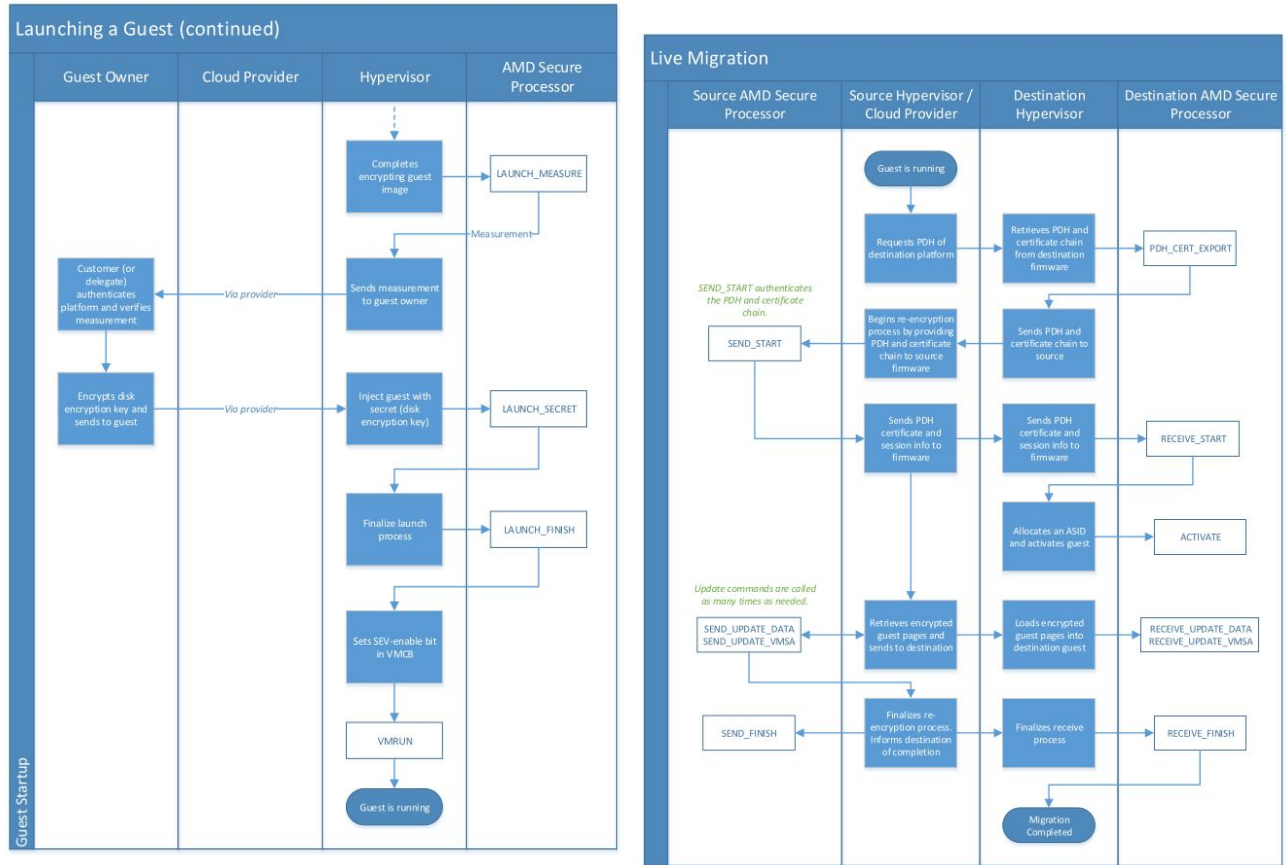 Launching a Guest (continued)
Guest Owner
Cloud Provider
Hypervisor
AMD Secure
Processor
Completes
encrypting guest
image
LAUNCH_MEASURE
Measurement
Customer (or
delegate)
authenticates
platform and verifies
measurement
Via provider
Sends measurement
to guest owner
Encrypts disk
encryption key and
sends to guest
Via provider
Inject guest with
secret (disk
encryption key)
LAUNCH_SECRET
Finalize launch
process
LAUNCH_FINISH
Sets SEV-enable bit
in VMCB
VMRUN
Guest is running
Guest Startup
Live Migration
Source AMD Secure
Processor
Source Hypervisor /
Cloud Provider
Destination
Hypervisor
Destination AMD Secure
Processor
Guest is running
Requests PDH of
destination platform
Retrieves PDH and
certificate chain
from destination
firmware
PDH_CERT_EXPORT
SEND_START authenticates
the PDH and certificate
chain.
SEND_START
Begins re-encryption
process by providing
PDH and certificate
chain to source
firmware
Sends PDH and
certificate chain to
source
Sends PDH
certificate and
session info to
firmware
Sends PDH
certificate and
session info to
firmware
RECEIVE_START
Allocates an ASID
and activates guest
ACTIVATE
Update commands are called
as many times as needed.
SEND_UPDATE_DATA
SEND_UPDATE_VMSA
Retrieves encrypted
guest pages and
sends to destination
Loads encrypted
guest pages into
destination guest
RECEIVE_UPDATE_DATA
RECEIVE_UPDATE_VMSA
SEND_FINISH
Finalizes re-
encryption process.
Informs destination
of completion
Finalizes receive
process
RECEIVE_FINISH
Migration
Completed